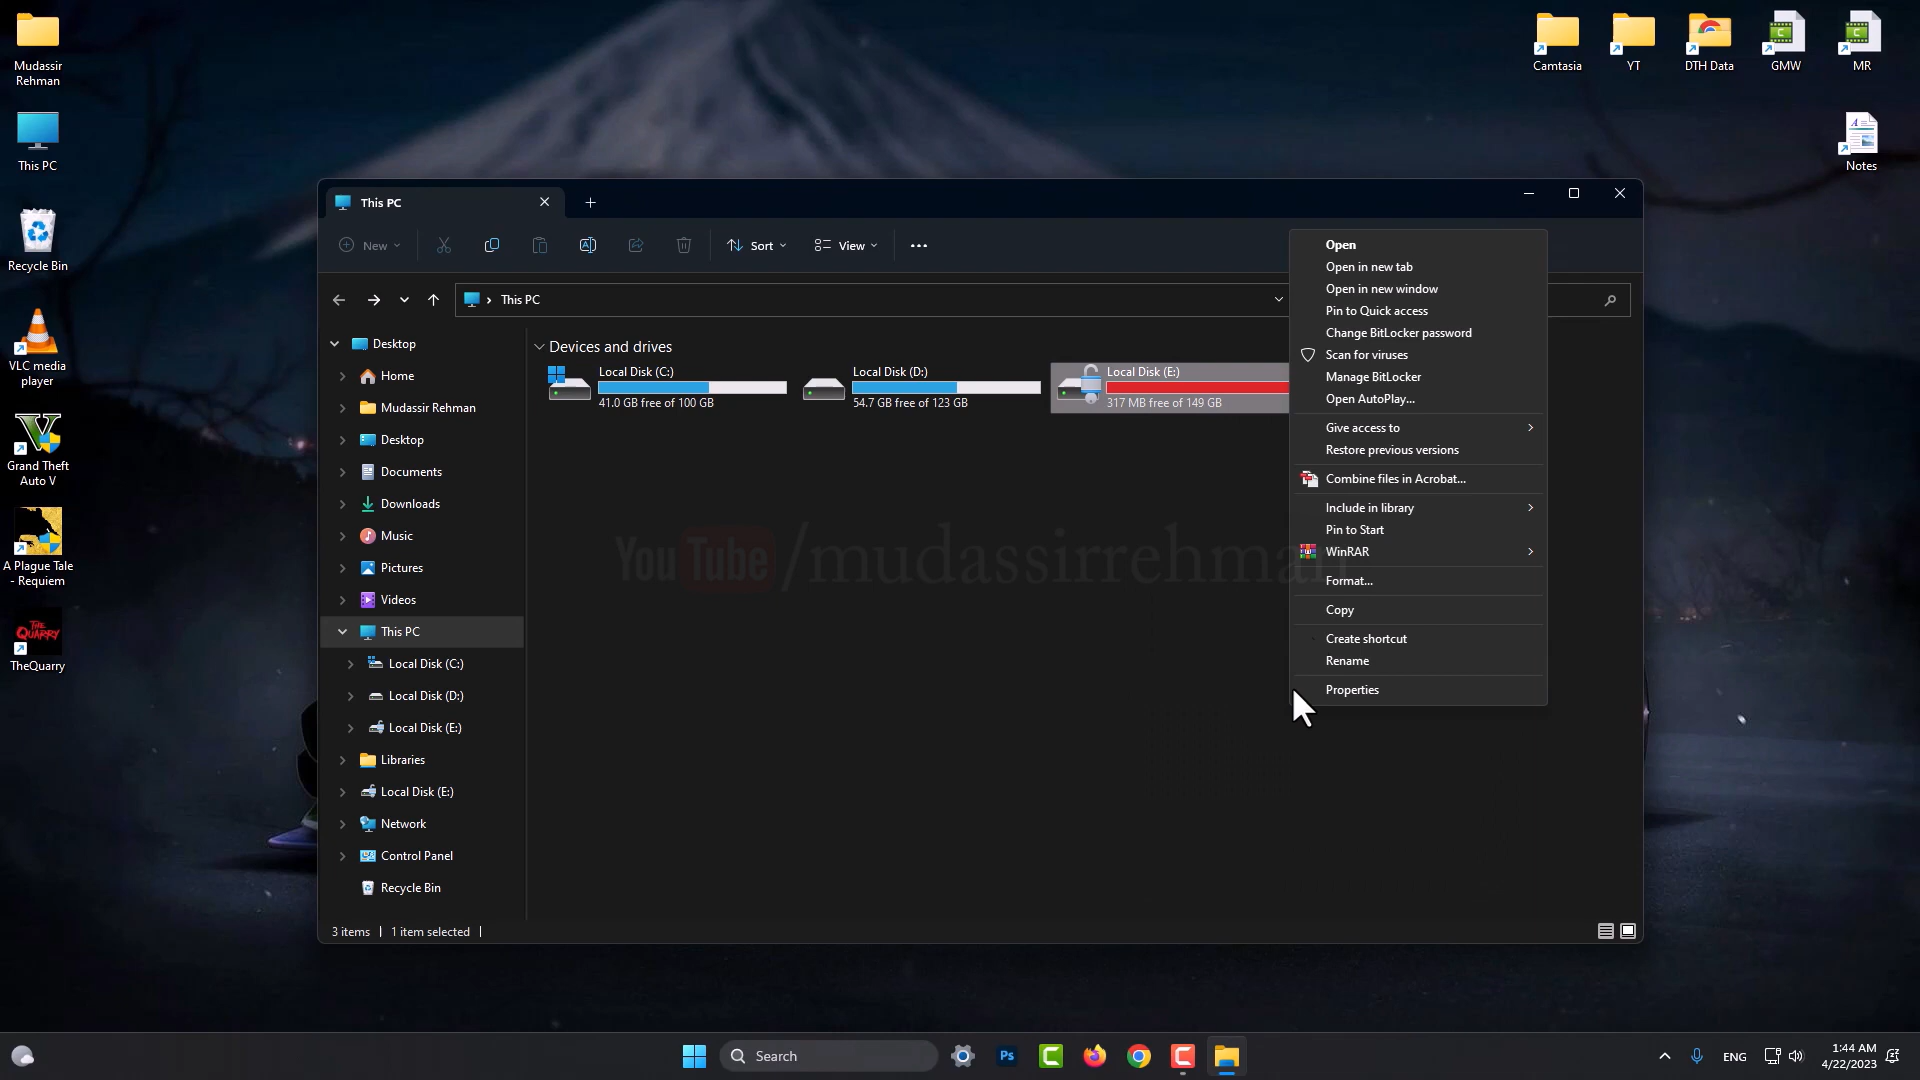 Mudassir
Rehman
This PC
Recycle Bin
VLC media
player
Grand Theft
Auto V
A Plague Tale
- Requiem
THE
QUARRY
TheQuarry
Camtasia
YT
DTH Data
GMW
MR
Notes
This PC
New
Sort
View
This PC
Desktop
Home
Mudassir Rehman
Desktop
Documents
Downloads
Music
Pictures
Videos
This PC
Local Disk (C:)
Local Disk (D:)
Local Disk (E:)
Libraries
Local Disk (E:)
Network
Control Panel
Recycle Bin
Devices and drives
Local Disk (C:)
41.0 GB free of 100 GB
Local Disk (D:)
54.7 GB free of 123 GB
Local Disk (E:)
317 MB free of 149 GB
YouTube/mudassirrehman
Open
Open in new tab
Open in new window
Pin to Quick access
Change BitLocker password
Scan for viruses
Manage BitLocker
Open AutoPlay...
Give access to
Restore previous versions
Combine files in Acrobat...
Include in library
Pin to Start
WinRAR
Format...
Copy
Create shortcut
Rename
Properties
3 items
1 item selected
Search
Ps
ENG
1:44 AM
4/22/2023